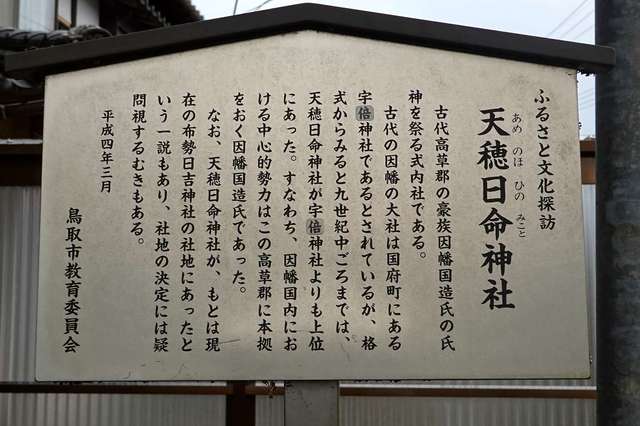 ふるさと文化探訪
あめ の ほ ひ の みこと
天穂日命神社
古代高草郡の豪族因幡国造氏の氏
神を祭る式内社である。
古代の因幡の大社は国府町にある
宇倍神社であるとされているが、格
式からみると九世紀中ごろまでは、
天穂日命神社が宇倍神社よりも上位
にあった。すなわち、因幡国内にお
ける中心的勢力はこの高草郡に本拠
をおく因幡国造氏であった。
なお、天穂日命神社が、もとは現
在の布勢日吉神社の社地にあったと
いう一説もあり、社地の決定には疑
問視するむきもある。
平成四年三月
鳥取市教育委員会